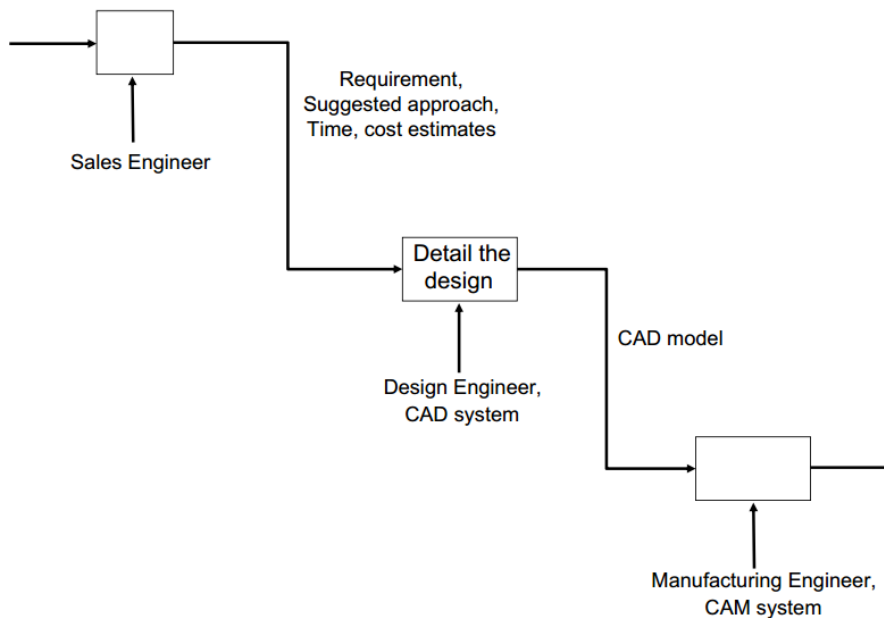 Requirement,
Suggested approach,
Time, cost estimates
Sales Engineer
Detail the
design
CAD model
Design Engineer,
CAD system
Manufacturing Engineer,
CAM system